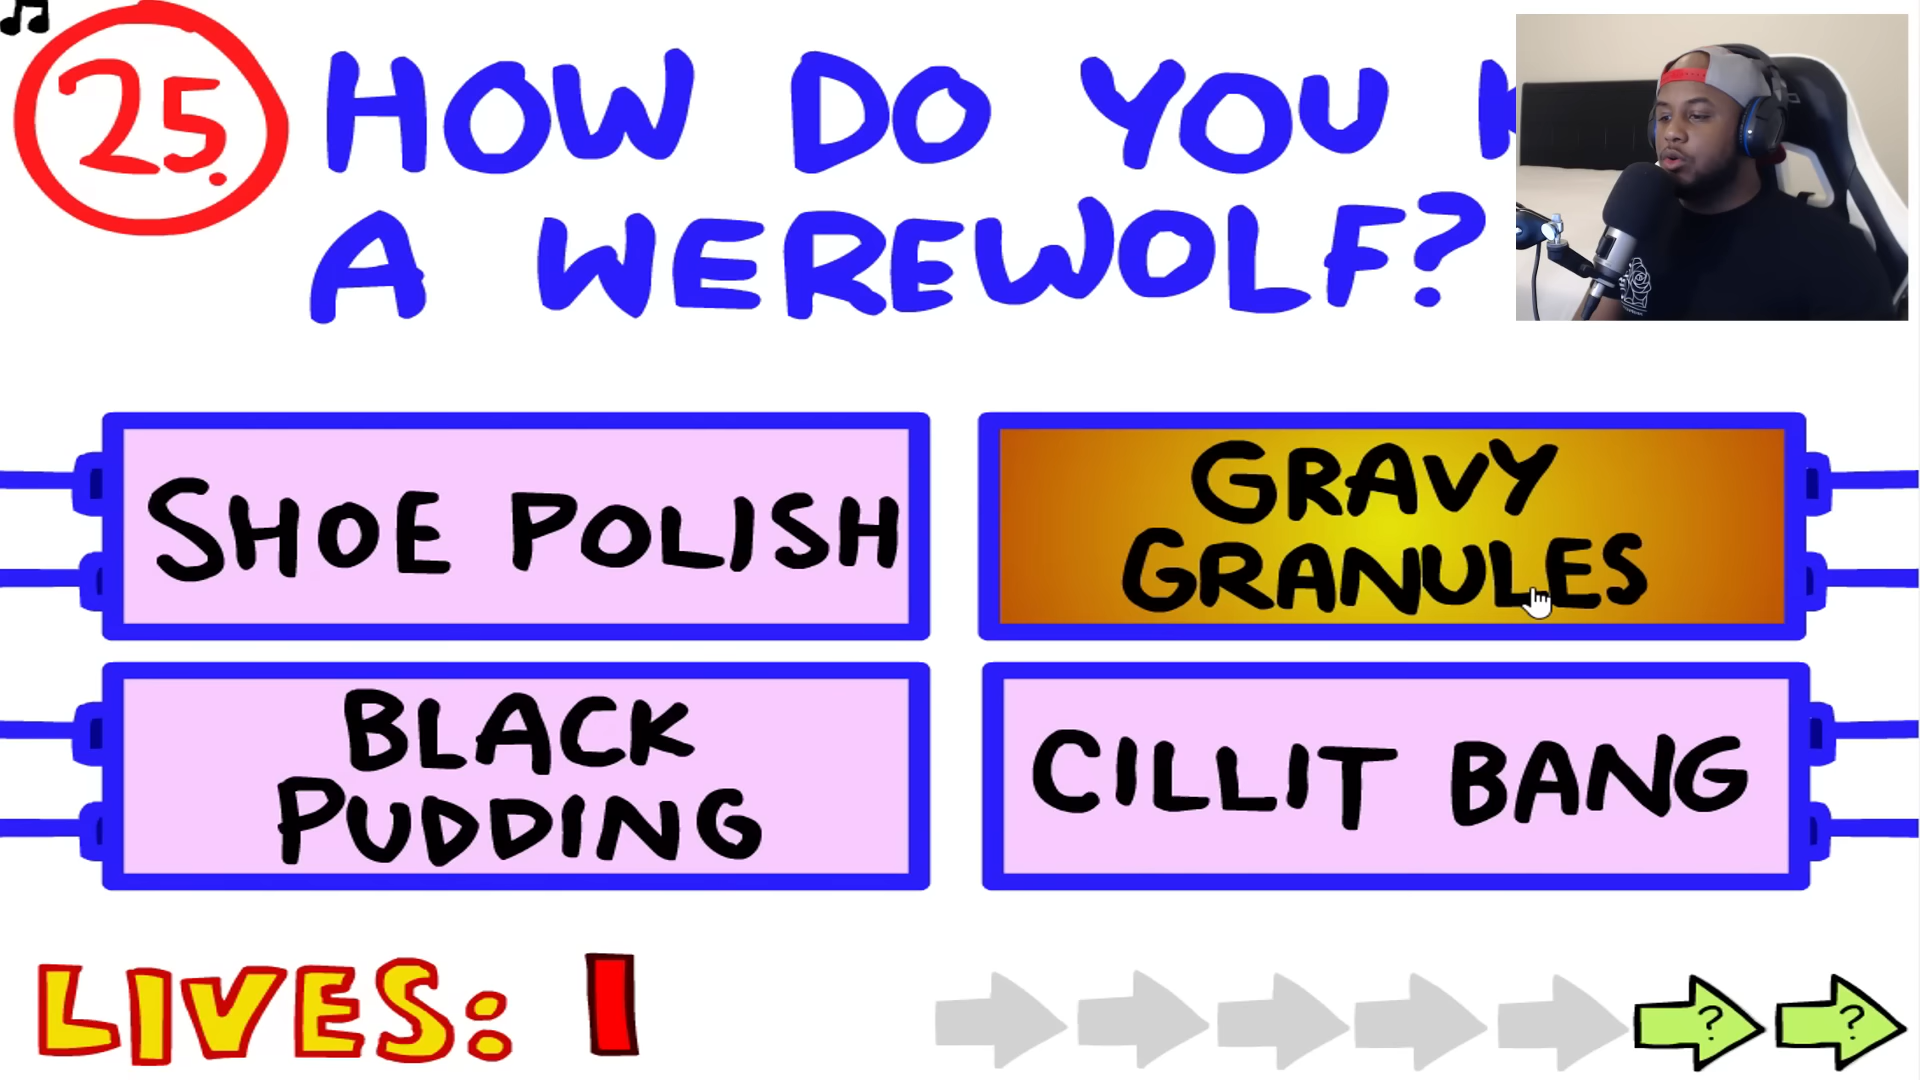 25.
HOW DO YOU
A WEREWOLF?
SHOE POLISH
GRAVY
GRANULES
BLACK
PUDDING
CILLIT BANG
LIVES: 1
? ?